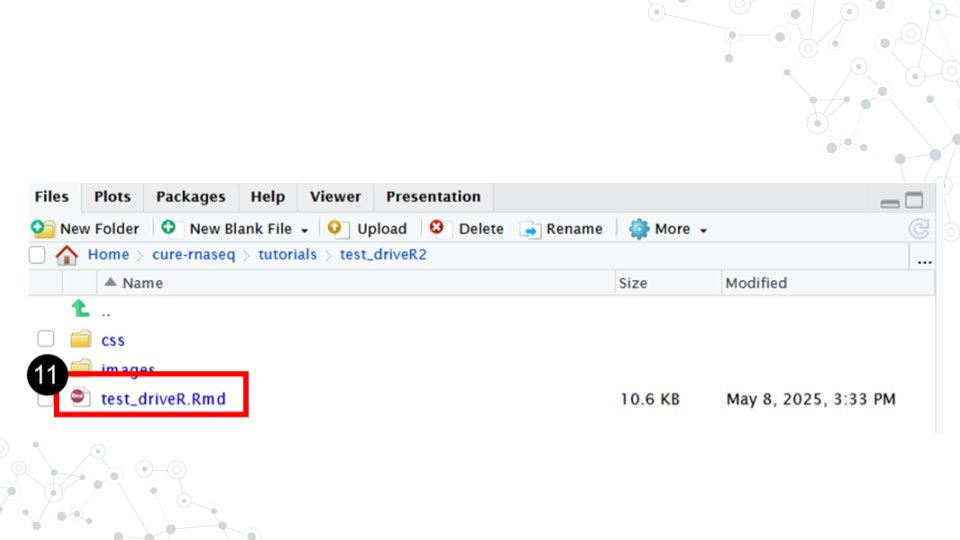 Files Plots Packages Help Viewer Presentation
New Folder New Blank File Upload Delete Rename More
Home cure-rnaseq tutorials test_driveR2 ...
Name Size Modified
..
css
images
11
test_driveR.Rmd 10.6 KB May 8, 2025, 3:33 PM